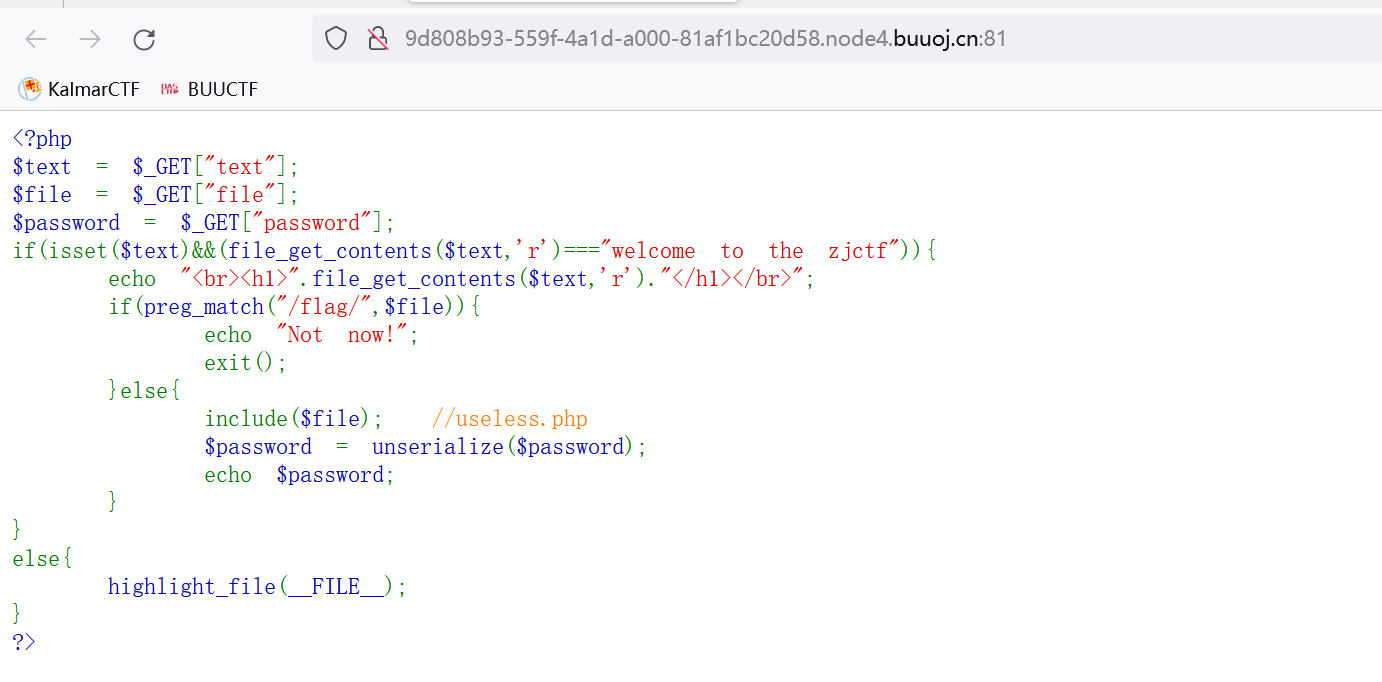 9d808b93-559f-4a1d-a000-81af1bc20d58.node4.buuoj.cn:81
KalmarCTF BUUCTF
<?php
$text = $_GET["text"];
$file = $_GET["file"];
$password = $_GET["password"];
if(isset($text)&&(file_get_contents($text,'r')==="welcome to the zjctf")){
echo "<br><h1>".file_get_contents($text,'r')."</h1></br>";
if(preg_match("/flag/",$file)){
echo "Not now!";
exit();
}else{
include($file); //useless.php
$password = unserialize($password);
echo $password;
}
}
else{
highlight_file(__FILE__);
}
?>